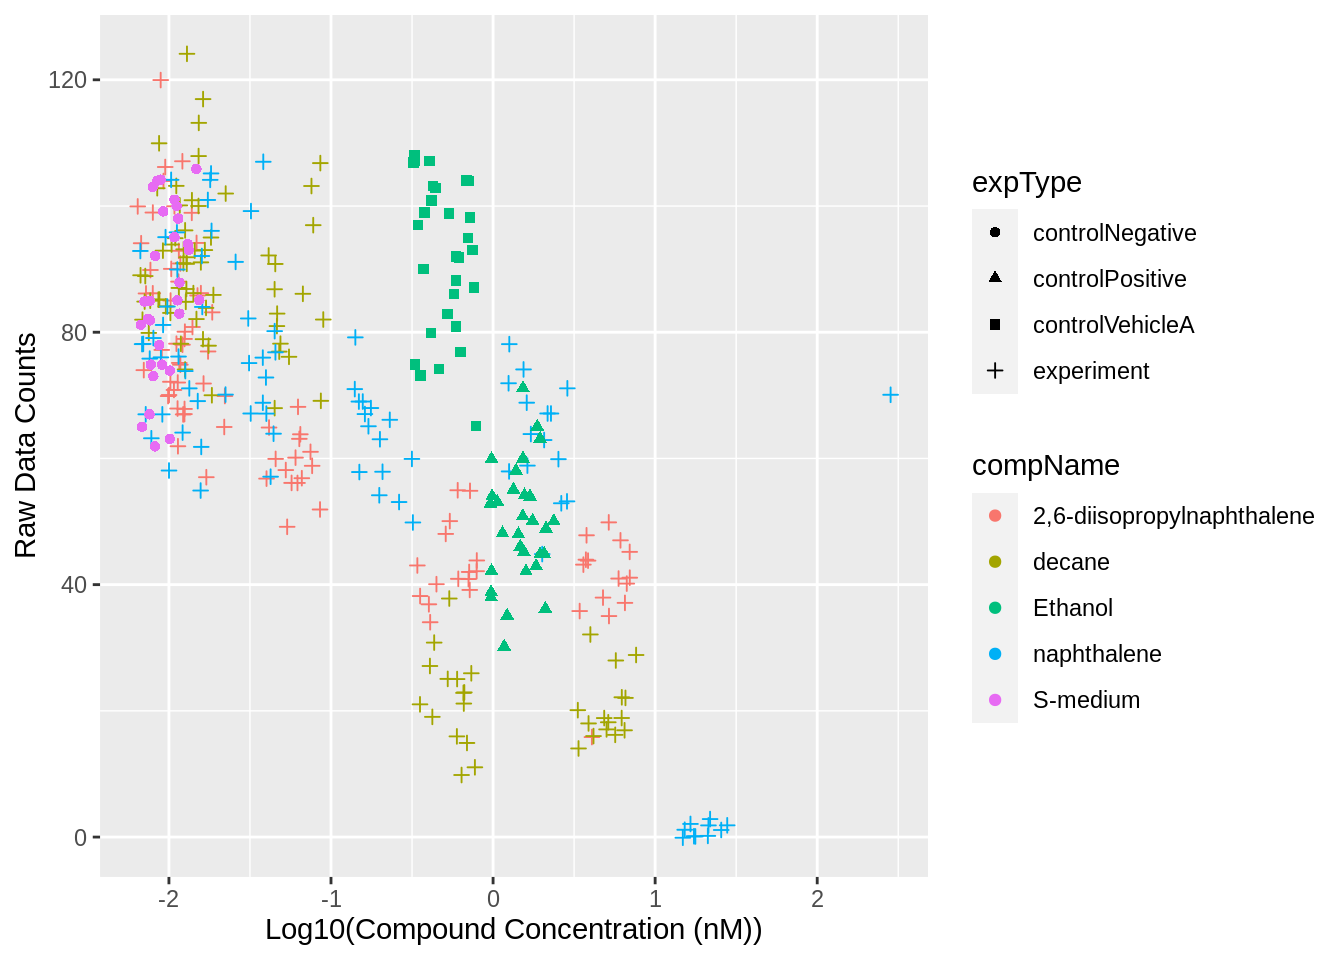 120
80
40
0
-2
-1
0
1
2
Raw Data Counts
Log10(Compound Concentration (nM))
expType
controlNegative
controlPositive
controlVehicleA
experiment
compName
2,6-diisopropylnaphthalene
decane
Ethanol
naphthalene
S-medium